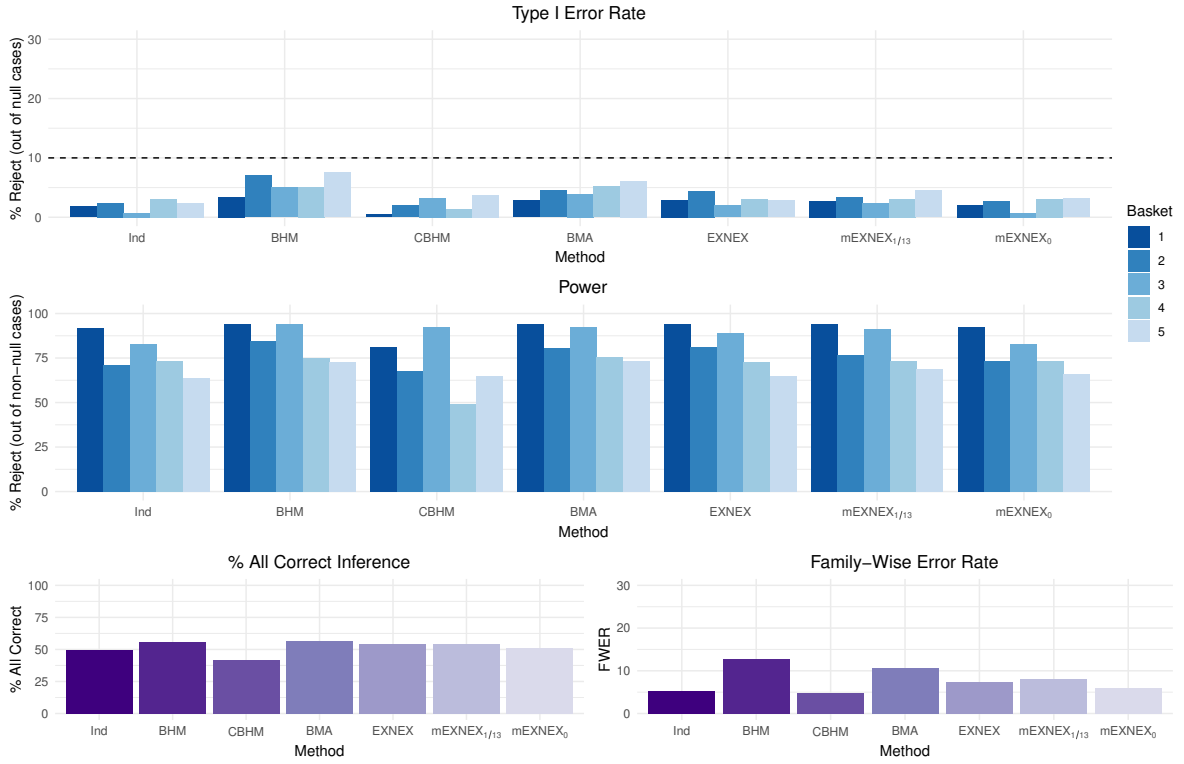 Type I Error Rate
% Reject (out of null cases)
30
20
10
0
Ind BHM CBHM BMA EXNEX mEXNEX₁/₁₃ mEXNEX₀
Method
Basket
1
2
3
4
5
Power
% Reject (out of non−null cases)
100
75
50
25
0
Ind BHM CBHM BMA EXNEX mEXNEX₁/₁₃ mEXNEX₀
Method
% All Correct Inference
% All Correct
100
75
50
25
0
Ind BHM CBHM BMA EXNEX mEXNEX₁/₁₃ mEXNEX₀
Method
Family−Wise Error Rate
FWER
30
20
10
0
Ind BHM CBHM BMA EXNEX mEXNEX₁/₁₃ mEXNEX₀
Method